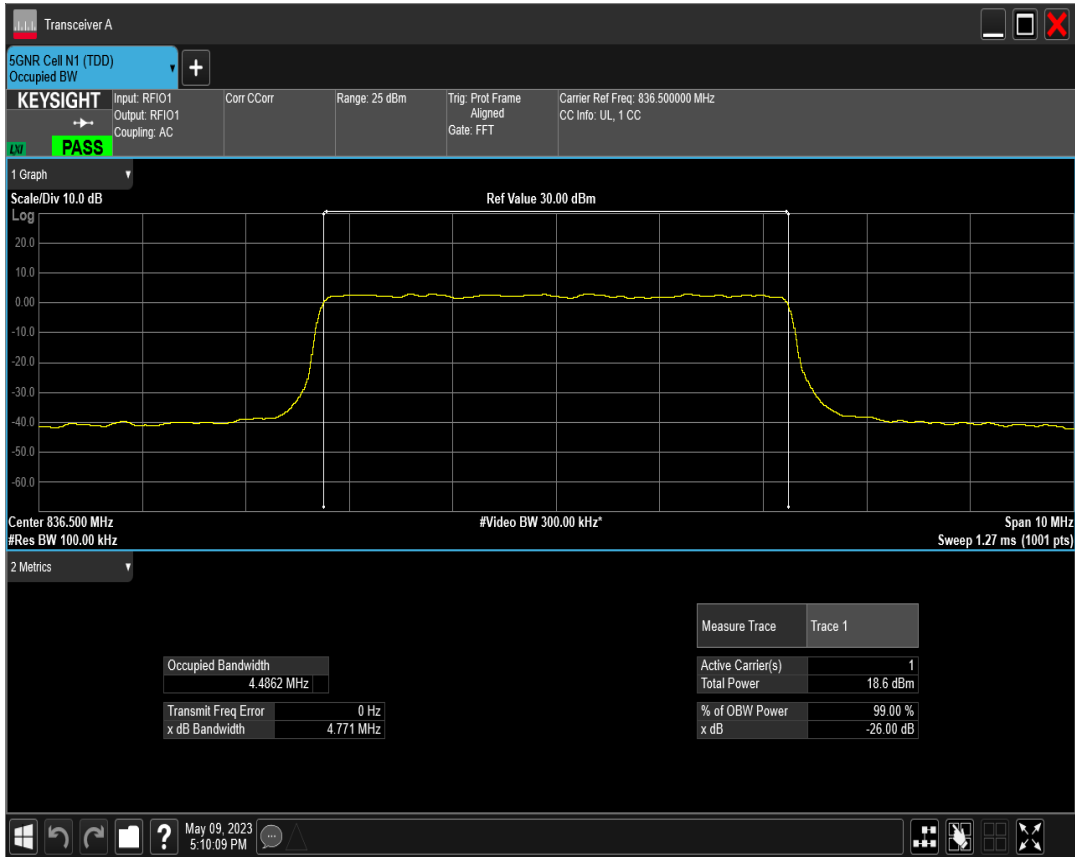 Transceiver A
5GNR Cell N1 (TDD)
Occupied BW
KEYSIGHT
Input: RFIO1
Output: RFIO1
Coupling: AC
Corr CCorr
Range: 25 dBm
Trig: Prot Frame
Aligned
Gate: FFT
Carrier Ref Freq: 836.500000 MHz
CC Info: UL, 1 CC
LXI
PASS
1 Graph
Scale/Div 10.0 dB
Ref Value 30.00 dBm
Log
20.0
10.0
0.00
-10.0
-20.0
-30.0
-40.0
-50.0
-60.0
Center 836.500 MHz
#Video BW 300.00 kHz*
Span 10 MHz
#Res BW 100.00 kHz
Sweep 1.27 ms (1001 pts)
2 Metrics
Measure Trace
Trace 1
Occupied Bandwidth
4.4862 MHz
Active Carrier(s)
1
Total Power
18.6 dBm
Transmit Freq Error
0 Hz
x dB Bandwidth
4.771 MHz
% of OBW Power
99.00 %
x dB
-26.00 dB
May 09, 2023
5:10:09 PM